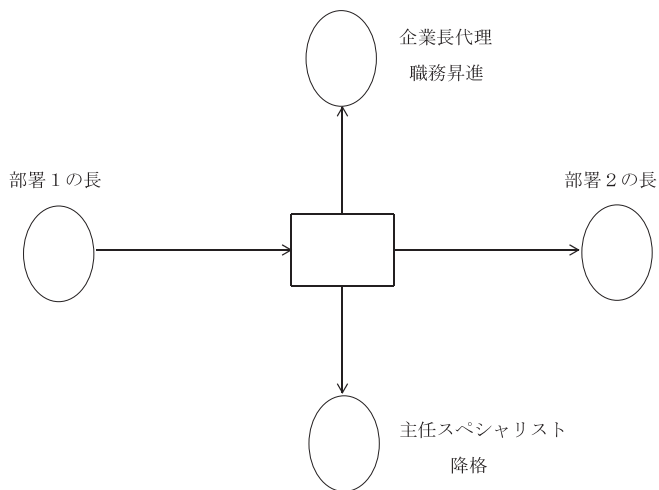 企業長代理
職務昇進
部署１の長
部署２の長
主任スペシャリスト
降格